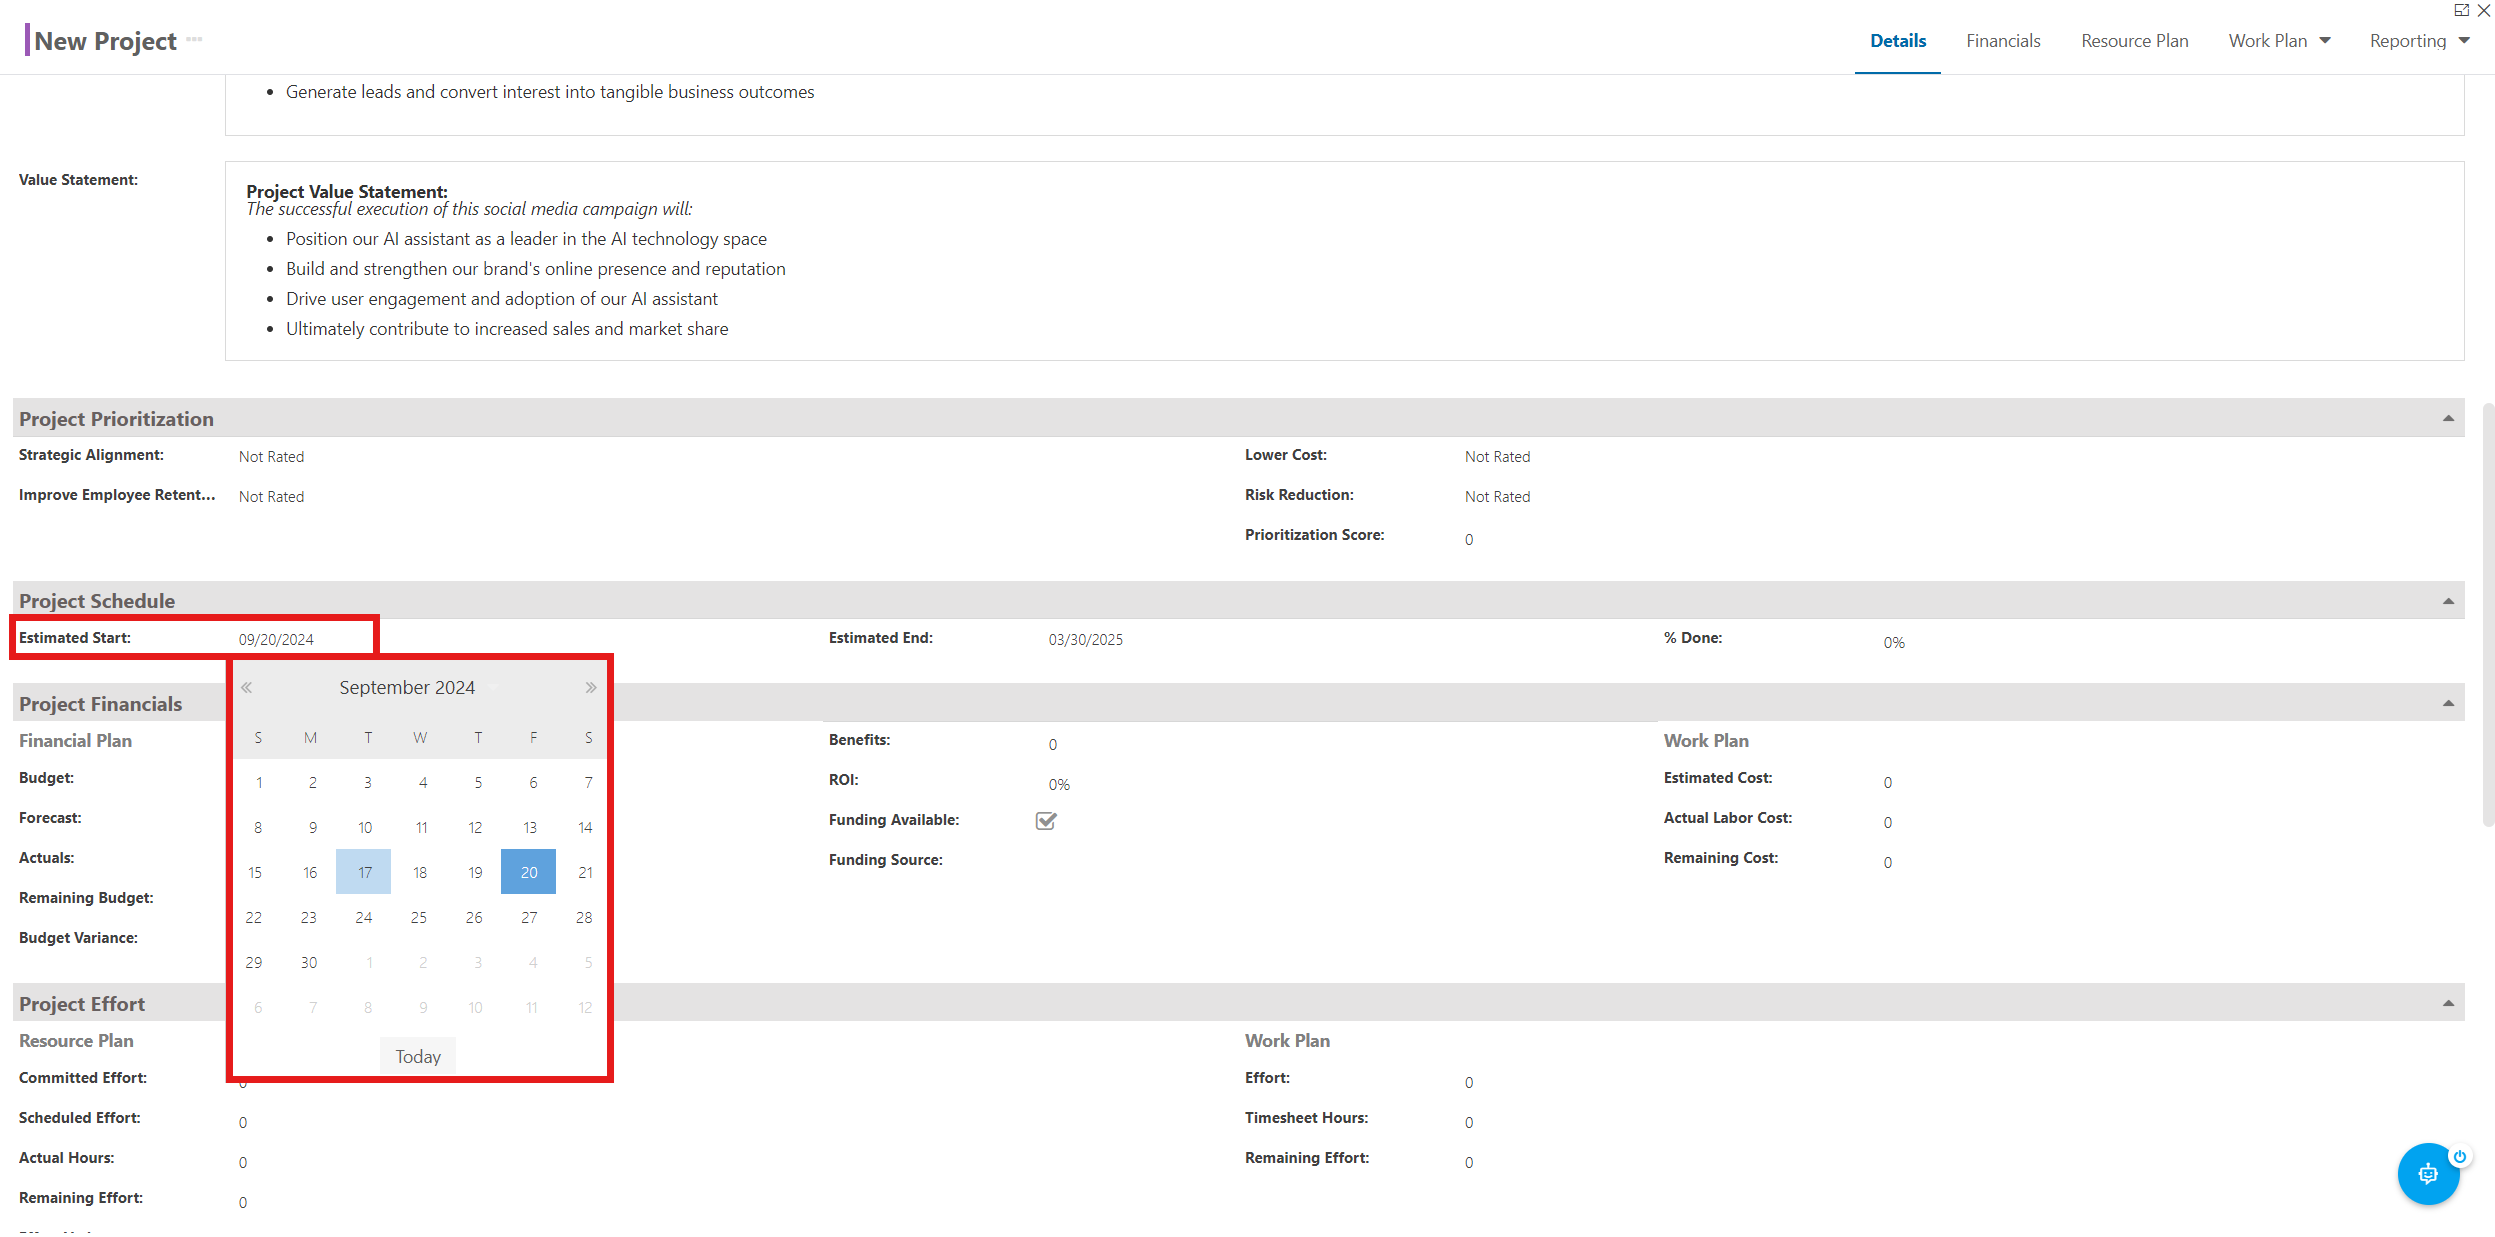 New Project
Details Financials Resource Plan Work Plan Reporting
Generate leads and convert interest into tangible business outcomes
Value Statement:
Project Value Statement:
The successful execution of this social media campaign will:
Position our AI assistant as a leader in the AI technology space
Build and strengthen our brand's online presence and reputation
Drive user engagement and adoption of our AI assistant
Ultimately contribute to increased sales and market share
Project Prioritization
Strategic Alignment: Not Rated Lower Cost: Not Rated
Improve Employee Retent... Not Rated Risk Reduction: Not Rated
Prioritization Score: 0
Project Schedule
Estimated Start: 09/20/2024 Estimated End: 03/30/2025 % Done: 0%
September 2024
S M T W T F S
1 2 3 4 5 6 7
8 9 10 11 12 13 14
15 16 17 18 19 20 21
22 23 24 25 26 27 28
29 30 1 2 3 4 5
6 7 8 9 10 11 12
Today
Project Financials
Financial Plan
Budget:
Forecast:
Actuals:
Remaining Budget:
Budget Variance:
Benefits: 0
ROI: 0%
Funding Available:
Funding Source:
Work Plan
Estimated Cost: 0
Actual Labor Cost: 0
Remaining Cost: 0
Project Effort
Resource Plan
Committed Effort: 0
Scheduled Effort: 0
Actual Hours: 0
Remaining Effort: 0
Work Plan
Effort: 0
Timesheet Hours: 0
Remaining Effort: 0